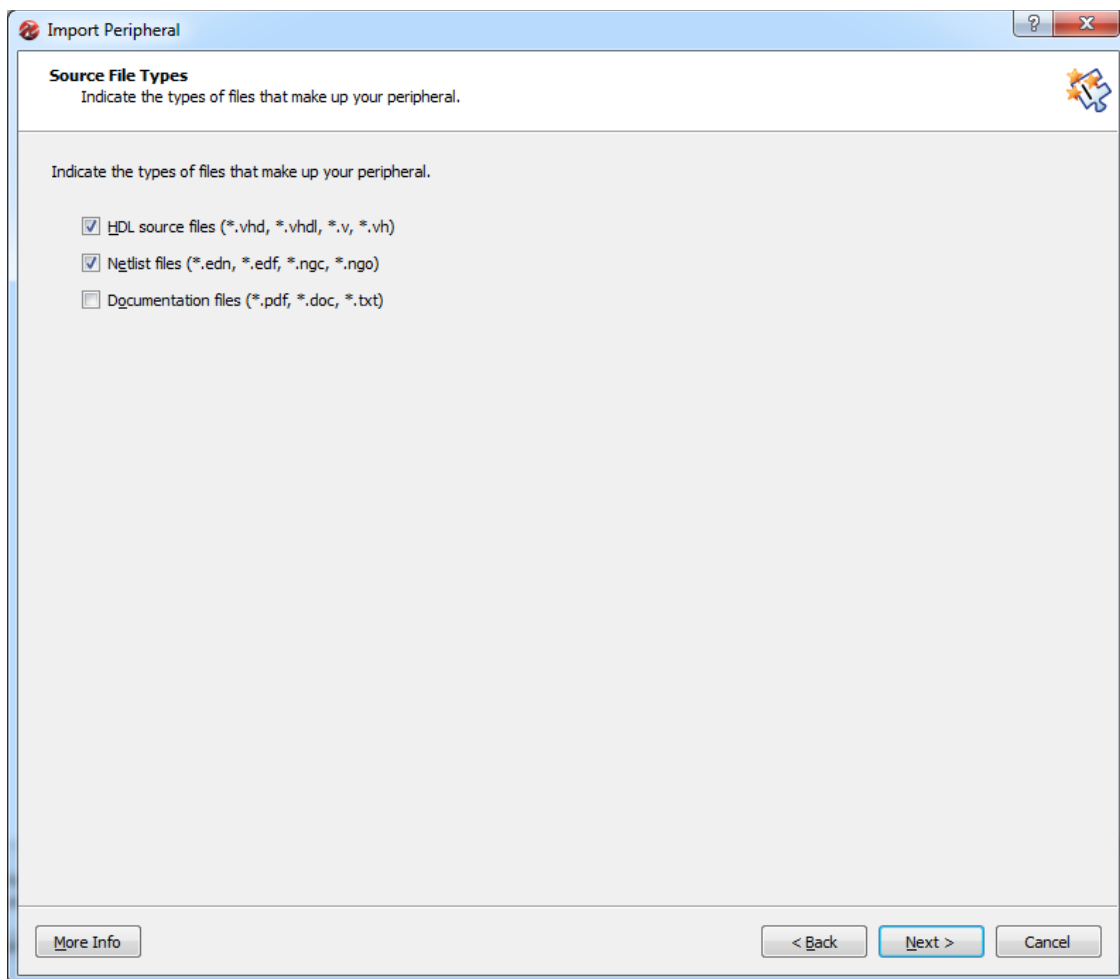 Import Peripheral
Source File Types
Indicate the types of files that make up your peripheral.
Indicate the types of files that make up your peripheral.
HDL source files (*.vhd, *.vhdl, *.v, *.vh)
Netlist files (*.edn, *.edf, *.ngc, *.ngo)
Documentation files (*.pdf, *.doc, *.txt)
More Info < Back Next > Cancel